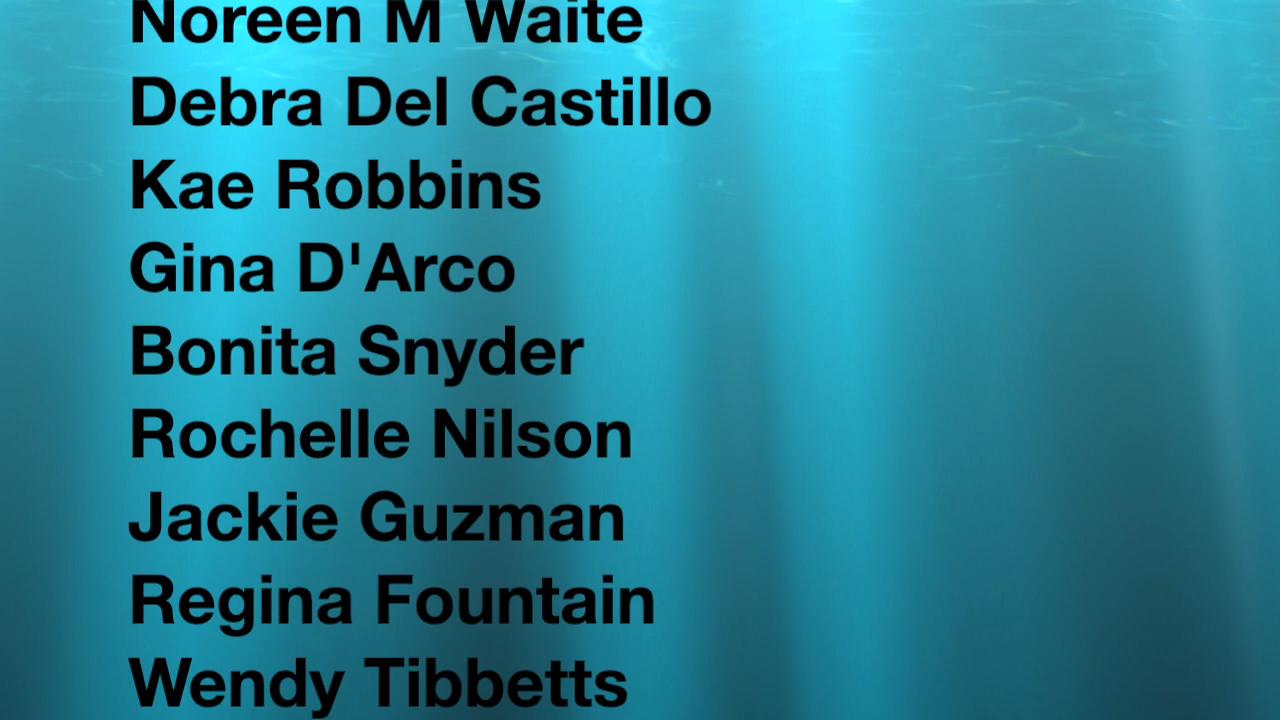 Noreen M Waite
Debra Del Castillo
Kae Robbins
Gina D'Arco
Bonita Snyder
Rochelle Nilson
Jackie Guzman
Regina Fountain
Wendy Tibbetts